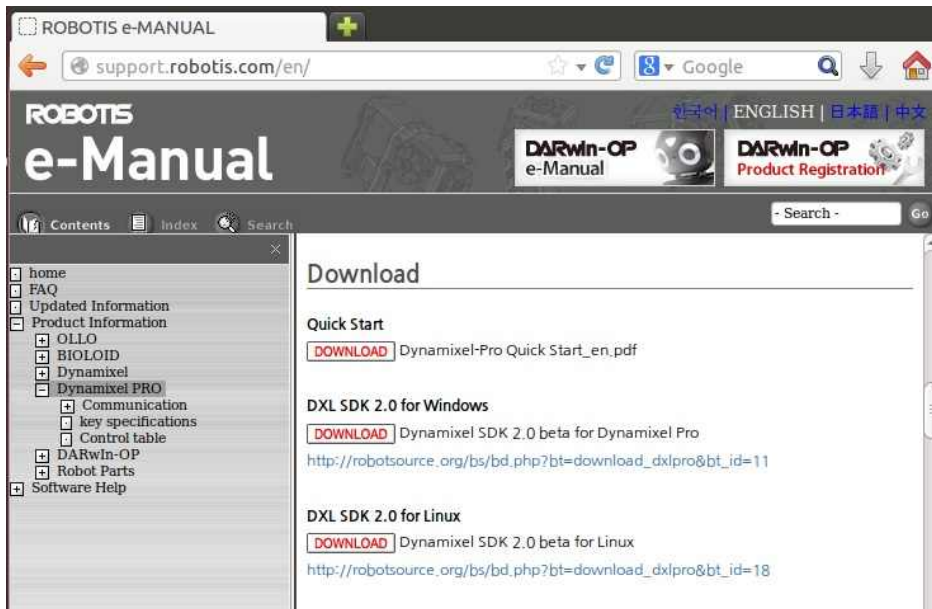 ROBOTIS e-MANUAL
support.robotis.com/en/
Google
ROBOTIS
e-Manual
한국어 | ENGLISH | 日本語 | 中文
DARwIn-OP
e-Manual
DARwIn-OP
Product Registration
Contents Index Search
- Search - Go
home
FAQ
Updated Information
Product Information
OLLO
BIOLOID
Dynamixel
Dynamixel PRO
Communication
key specifications
Control table
DARwIn-OP
Robot Parts
Software Help
Download
Quick Start
DOWNLOAD Dynamixel-Pro Quick Start_en.pdf
DXL SDK 2.0 for Windows
DOWNLOAD Dynamixel SDK 2.0 beta for Dynamixel Pro
http://robotsource.org/bs/bd.php?bt=download_dxlpro&bt_id=11
DXL SDK 2.0 for Linux
DOWNLOAD Dynamixel SDK 2.0 beta for Linux
http://robotsource.org/bs/bd.php?bt=download_dxlpro&bt_id=18